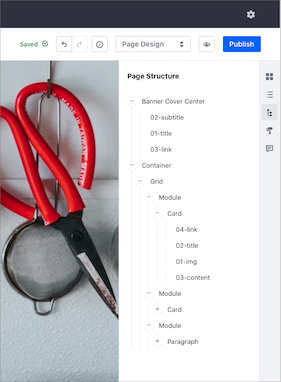 Saved
Page Design
Publish
Page Structure
Banner Cover Center
02-subtitle
01-title
03-link
Container
Grid
Module
Card
04-link
02-title
01-img
03-content
Module
Card
Module
Paragraph